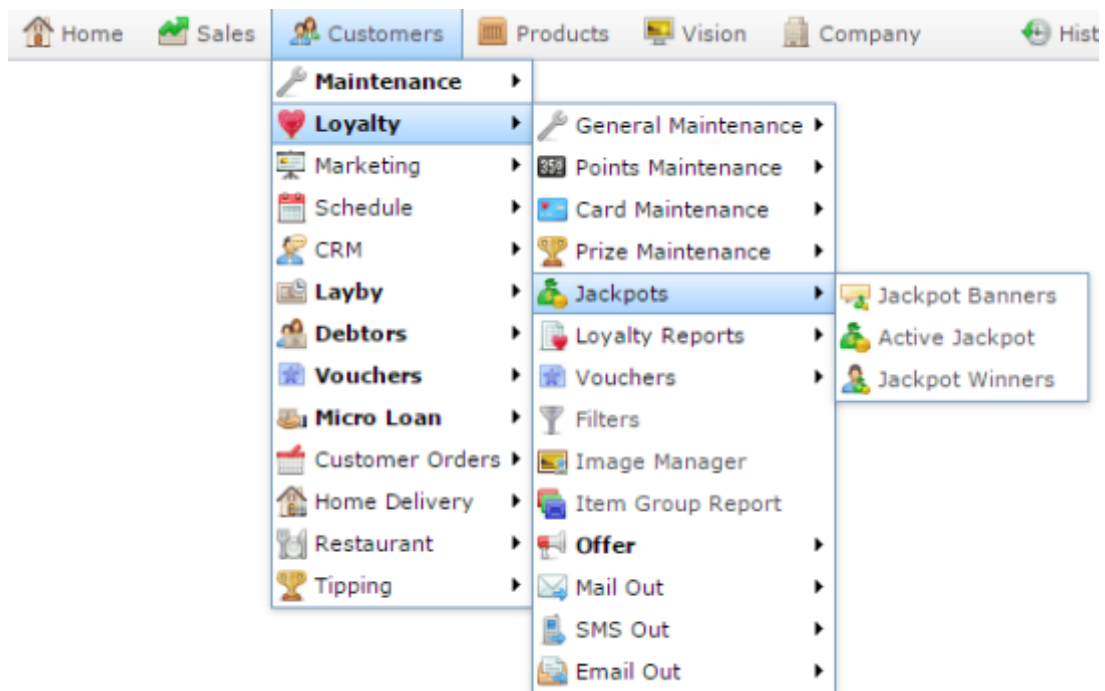 Home Sales Customers Products Vision Company Hist
Maintenance
Loyalty
Marketing
Schedule
CRM
Layby
Debtors
Vouchers
Micro Loan
Customer Orders
Home Delivery
Restaurant
Tipping
General Maintenance
359 Points Maintenance
Card Maintenance
Prize Maintenance
Jackpots
Loyalty Reports
Vouchers
Filters
Image Manager
Item Group Report
Offer
Mail Out
SMS Out
Email Out
Jackpot Banners
Active Jackpot
Jackpot Winners